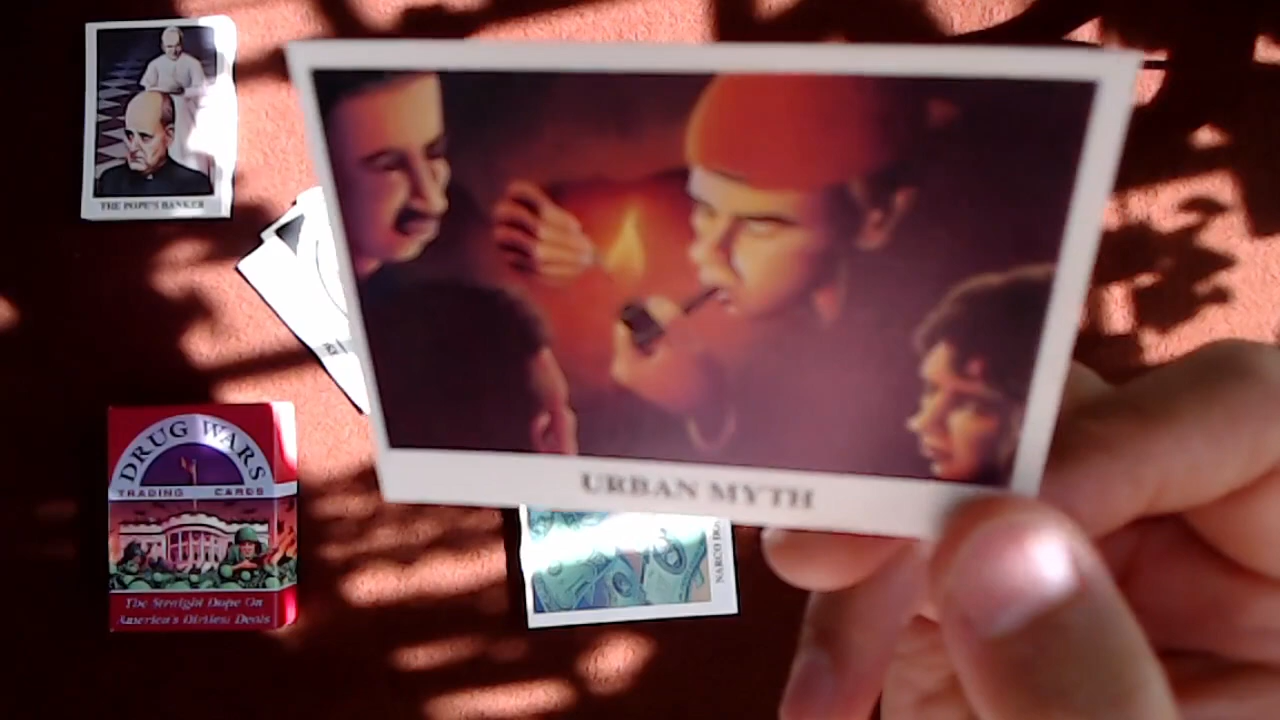 THE POPE'S BANKER
URBAN MYTH
DRUG WARS
TRADING CARDS
The Straight Dope On
America's Dirtiest Deals
NARCO